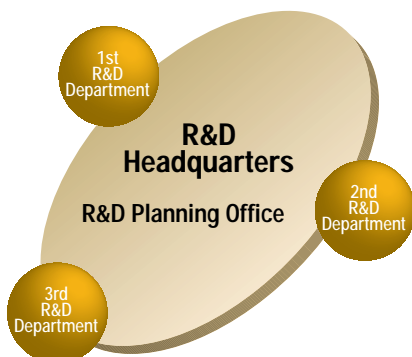 1st
R&D
Department
R&D
Headquarters
R&D Planning Office
2nd
R&D
Department
3rd
R&D
Department